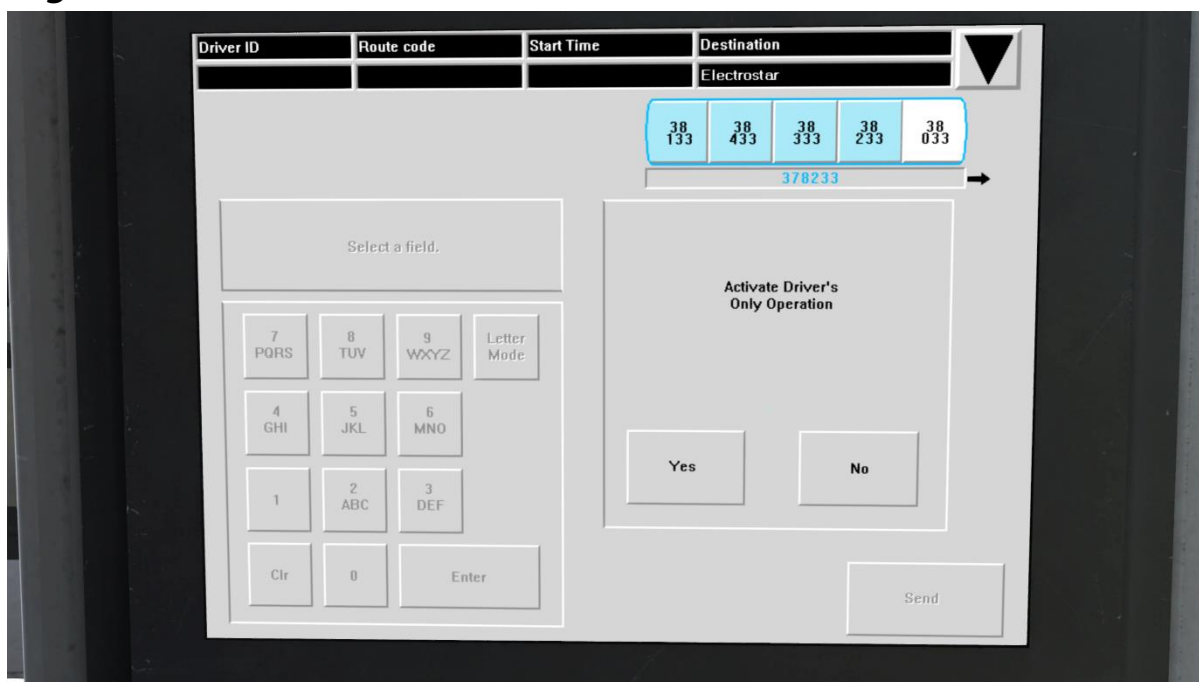 Driver ID Route code Start Time Destination
Electrostar
38 38 38 38 38
133 433 333 233 033
378233
Select a field.
Activate Driver's
Only Operation
7 8 9 Letter
PQRS TUV WXYZ Mode
4 5 6
GHI JKL MNO
Yes No
1 2 3
ABC DEF
Clr 0 Enter
Send